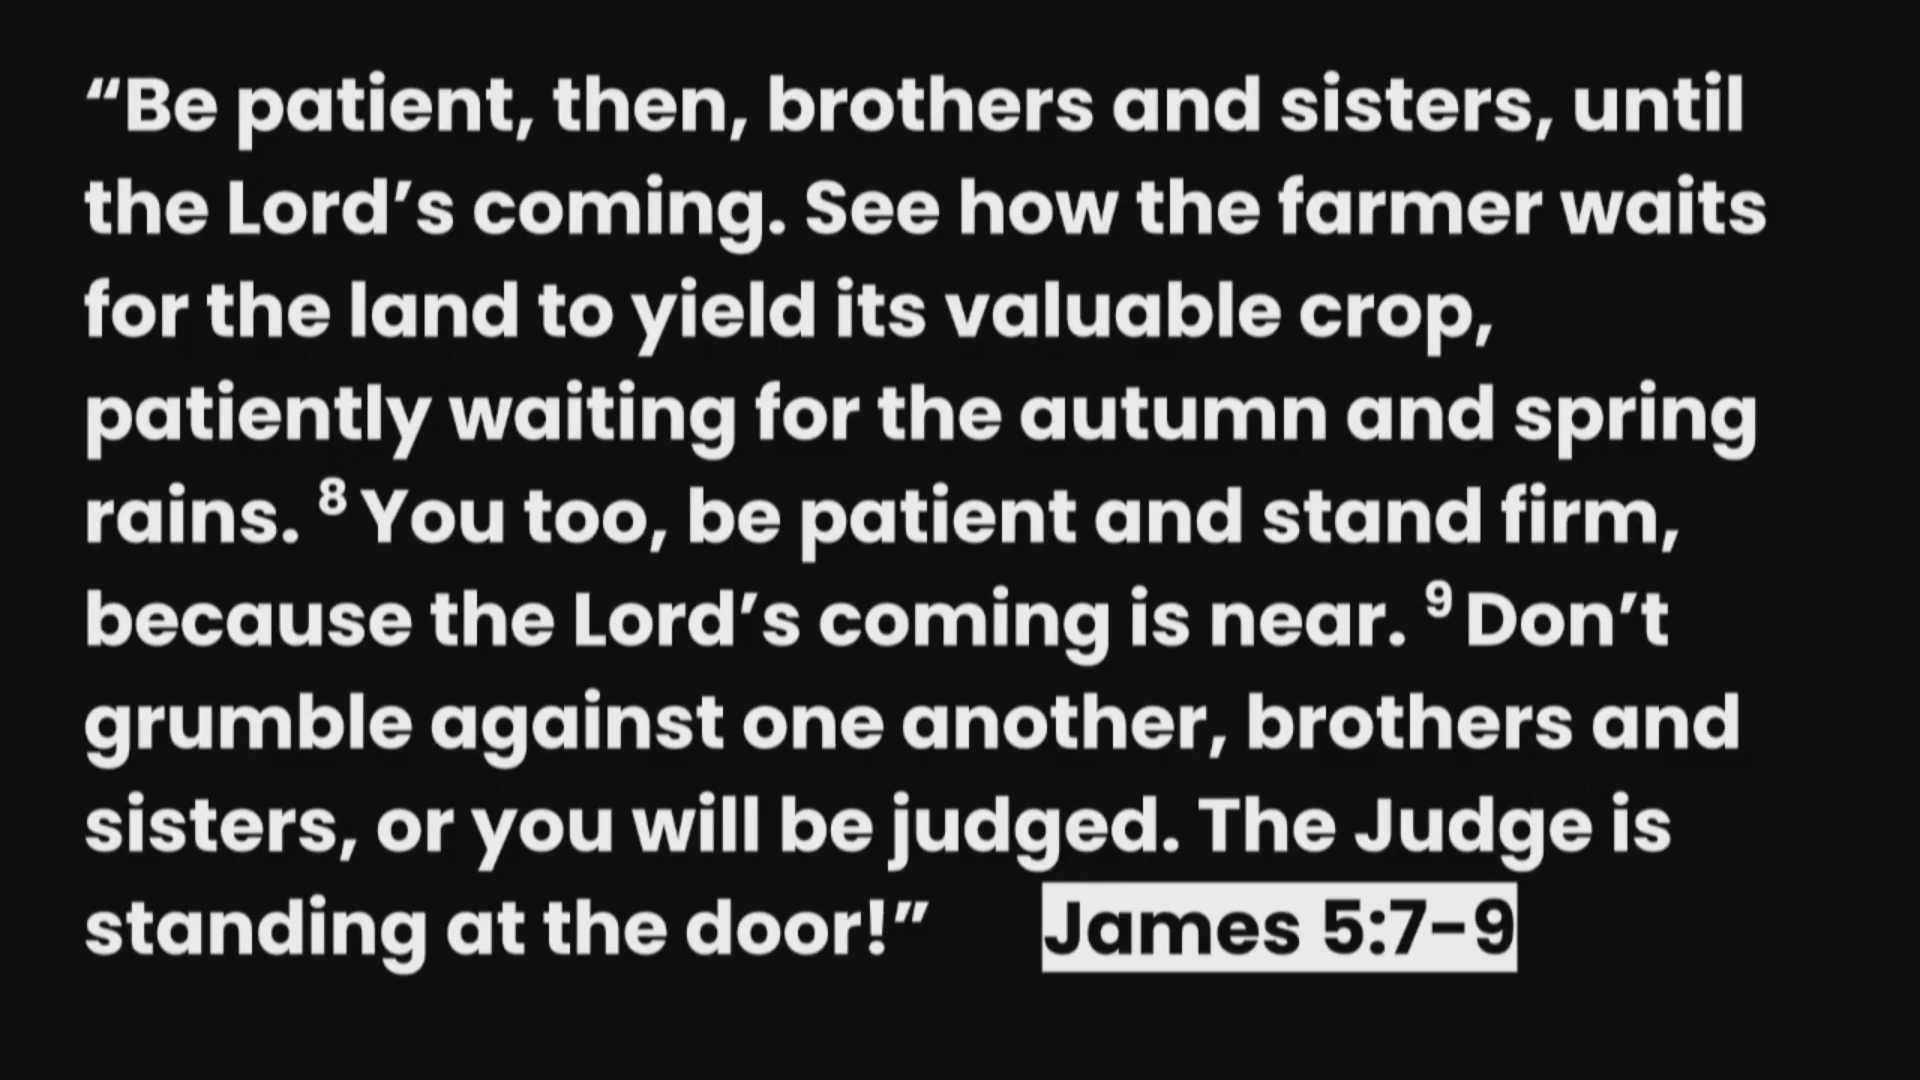 “Be patient, then, brothers and sisters, until
the Lord’s coming. See how the farmer waits
for the land to yield its valuable crop,
patiently waiting for the autumn and spring
rains. ⁸ You too, be patient and stand firm,
because the Lord’s coming is near. ⁹ Don’t
grumble against one another, brothers and
sisters, or you will be judged. The Judge is
standing at the door!” James 5:7–9